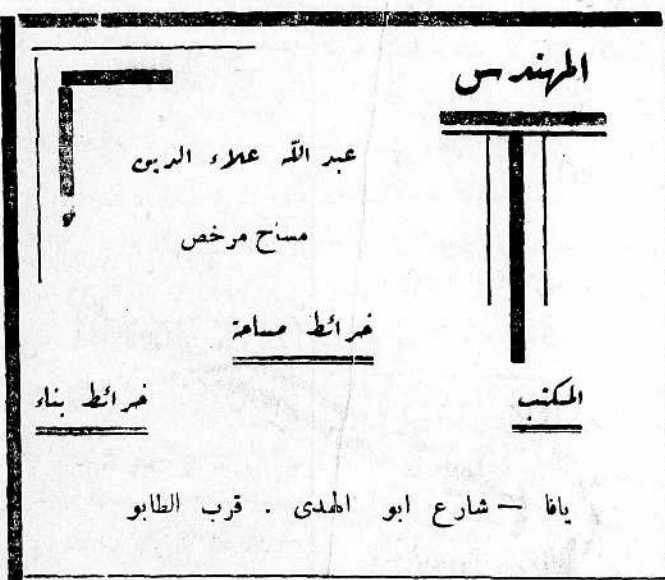 المهندس
عبد الله علاء الدين
مساح مرخص
خرائط مساحة
المكتب
خرائط بناء
يافا — شارع ابو الهدى . قرب الطابو